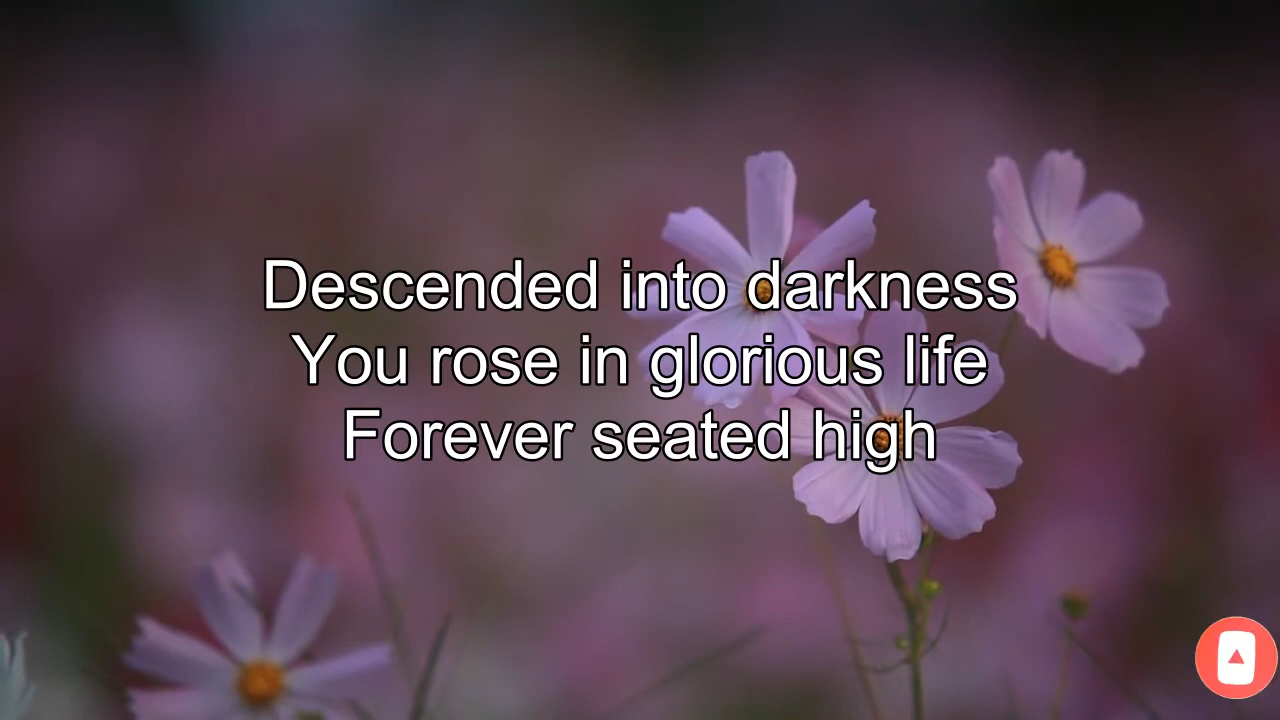 Descended into darkness
You rose in glorious life
Forever seated high